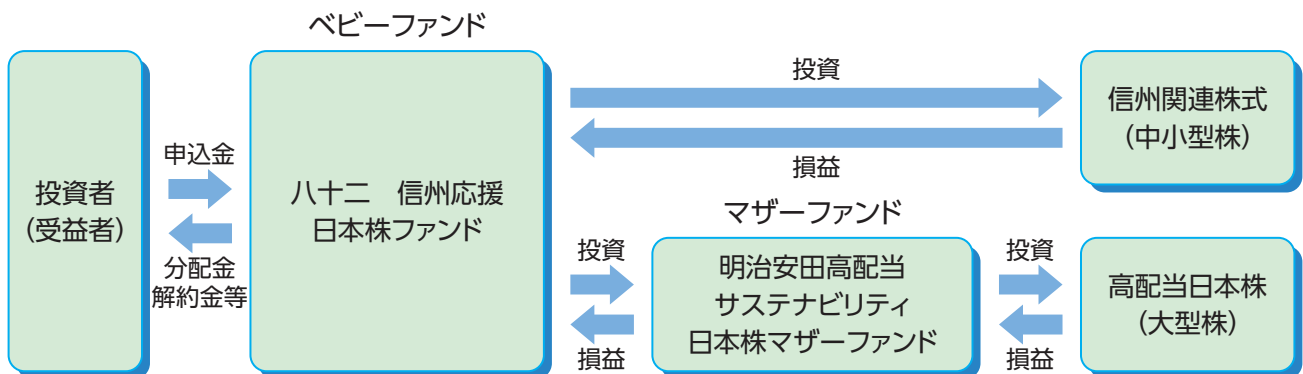 ベビーファンド
投資者
(受益者)
申込金
分配金
解約金等
八十二　信州応援
日本株ファンド
投資
損益
信州関連株式
(中小型株)
マザーファンド
投資
損益
明治安田高配当
サステナビリティ
日本株マザーファンド
投資
損益
高配当日本株
(大型株)